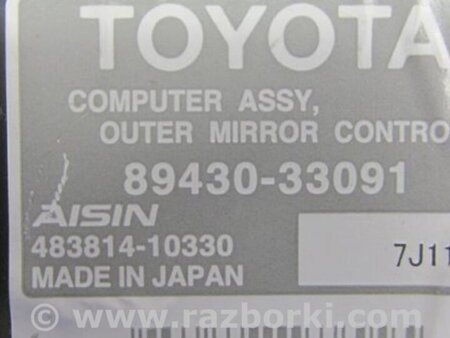 TOYOTA
COMPUTER ASSY,
OUTER MIRROR CONTRO
89430-33091
AISIN
483814-10330
7J11
MADE IN JAPAN
© www.razborki.com